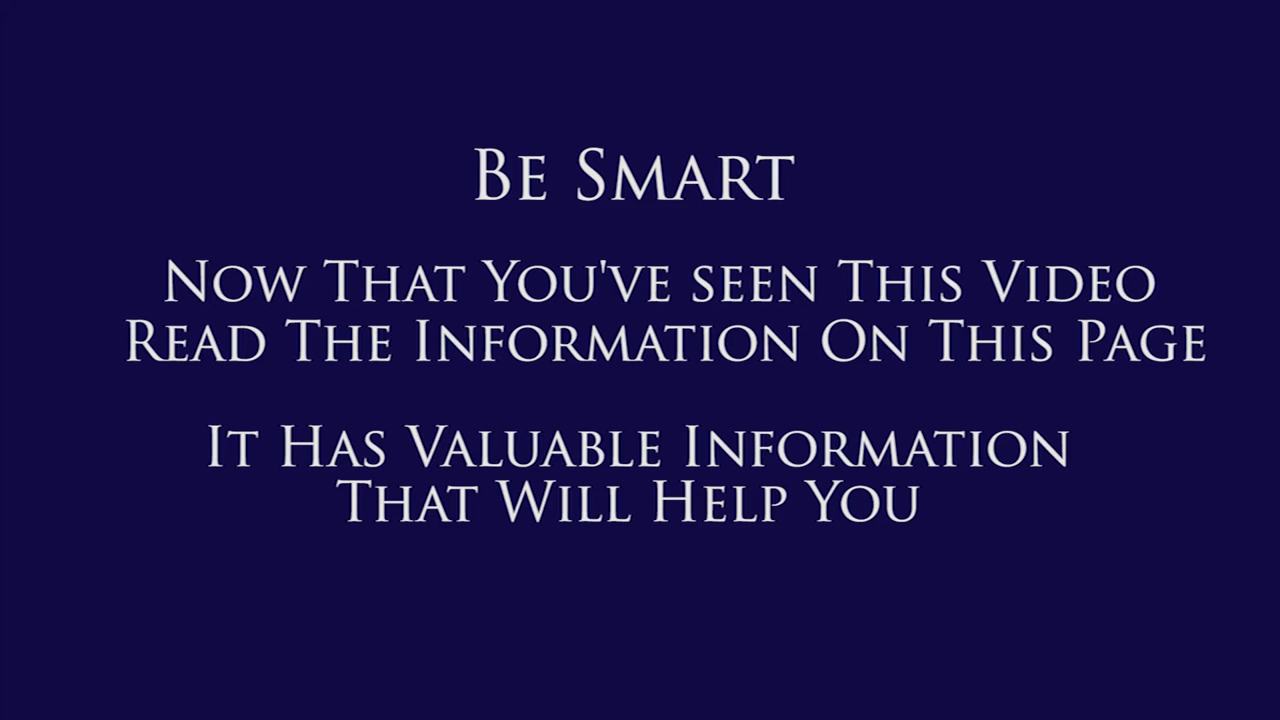 Be Smart
Now That You've seen This Video
Read The Information On This Page
It Has Valuable Information
That Will Help You